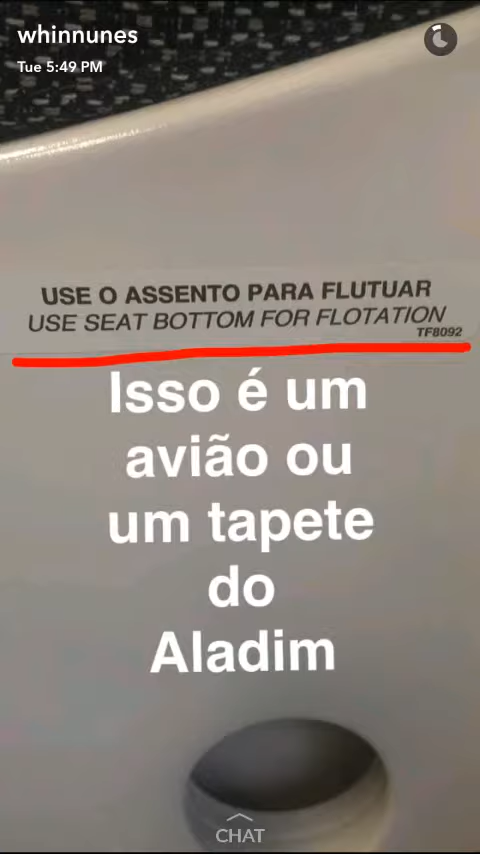 whinnunes
Tue 5:49 PM
USE O ASSENTO PARA FLUTUAR
USE SEAT BOTTOM FOR FLOTATION
TF8092
Isso é um
avião ou
um tapete
do
Aladim
CHAT